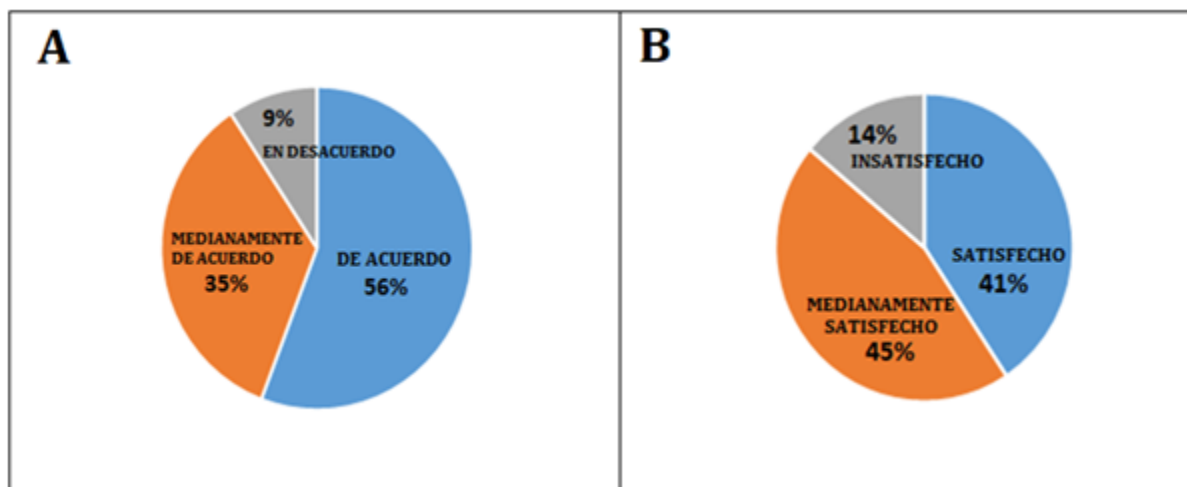 A
9%
EN DESACUERDO
MEDIANAMENTE
DE ACUERDO
35%
DE ACUERDO
56%
B
14%
INSATISFECHO
SATISFECHO
41%
MEDIANAMENTE
SATISFECHO
45%